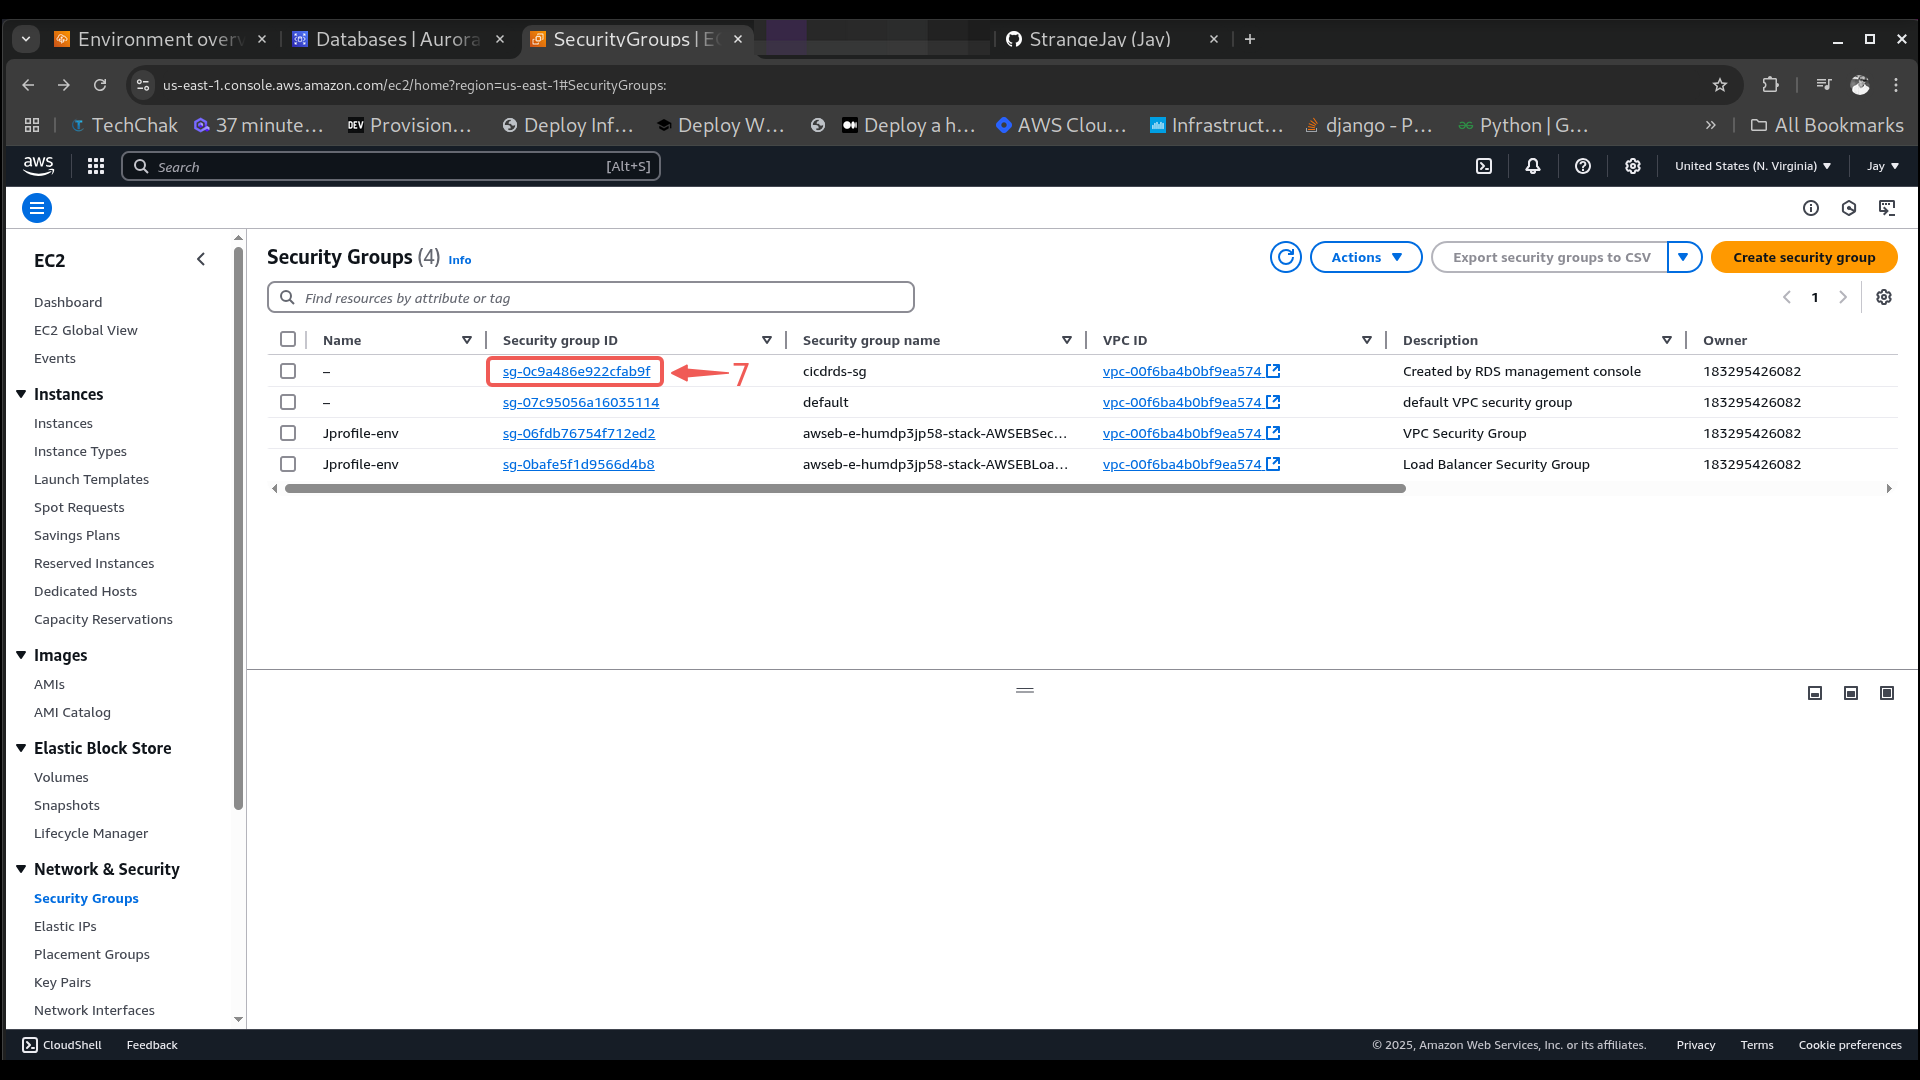 Environment overv
Databases | Aurora
SecurityGroups | EC
StrangeJay (Jay)
us-east-1.console.aws.amazon.com/ec2/home?region=us-east-1#SecurityGroups:
TechChak
37 minute...
DEV Provision...
Deploy Inf...
Deploy W...
Deploy a h...
AWS Clou...
Infrastruct...
django - P...
Python | G...
All Bookmarks
aws
Search
[Alt+S]
United States (N. Virginia)
Jay
EC2
Dashboard
EC2 Global View
Events
Instances
Instances
Instance Types
Launch Templates
Spot Requests
Savings Plans
Reserved Instances
Dedicated Hosts
Capacity Reservations
Images
AMIs
AMI Catalog
Elastic Block Store
Volumes
Snapshots
Lifecycle Manager
Network & Security
Security Groups
Elastic IPs
Placement Groups
Key Pairs
Network Interfaces
Security Groups (4) Info
Actions
Export security groups to CSV
Create security group
Find resources by attribute or tag
1
Name Security group ID Security group name VPC ID Description Owner
– sg-0c9a486e922cfab9f 7 cicdrds-sg vpc-00f6ba4b0bf9ea574 Created by RDS management console 183295426082
– sg-07c95056a16035114 default vpc-00f6ba4b0bf9ea574 default VPC security group 183295426082
Jprofile-env sg-06fdb76754f712ed2 awseb-e-humdp3jp58-stack-AWSEBSec... vpc-00f6ba4b0bf9ea574 VPC Security Group 183295426082
Jprofile-env sg-0bafe5f1d9566d4b8 awseb-e-humdp3jp58-stack-AWSEBLoa... vpc-00f6ba4b0bf9ea574 Load Balancer Security Group 183295426082
CloudShell
Feedback
© 2025, Amazon Web Services, Inc. or its affiliates.
Privacy
Terms
Cookie preferences